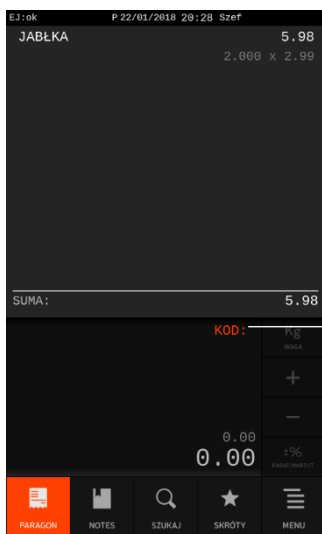 EJ:ok P 22/01/2018 20:28 Szef
JABŁKA 5.98
2.000 x 2.99
SUMA: 5.98
KOD:
Kg
WAGA
+
−
0.00
0.00
±%
RABAT/NARZUT
PARAGON NOTES SZUKAJ SKRÓTY MENU